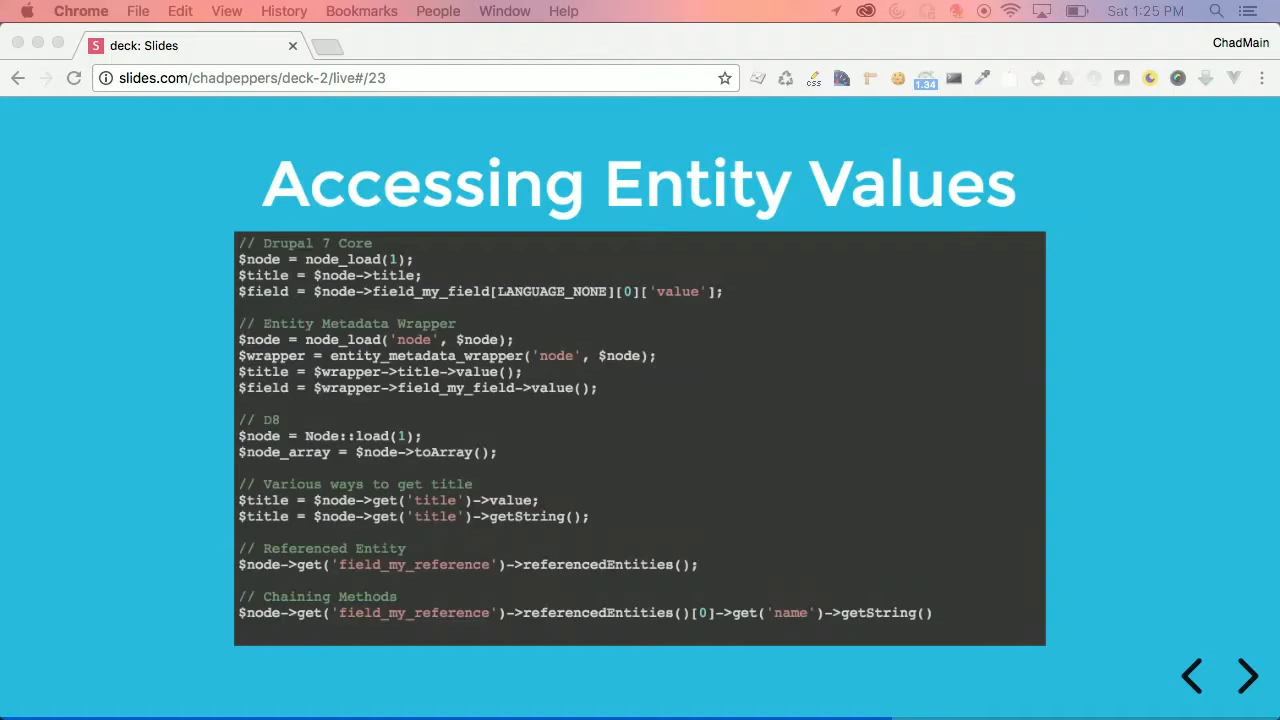 Chrome File Edit View History Bookmarks People Window Help Sat 1:25 PM
S deck: Slides ChadMain
slides.com/chadpeppers/deck-2/live#/23 css 1.34
Accessing Entity Values
// Drupal 7 Core
$node = node_load(1);
$title = $node->title;
$field = $node->field_my_field[LANGUAGE_NONE][0]['value'];
// Entity Metadata Wrapper
$node = node_load('node', $node);
$wrapper = entity_metadata_wrapper('node', $node);
$title = $wrapper->title->value();
$field = $wrapper->field_my_field->value();
// D8
$node = Node::load(1);
$node_array = $node->toArray();
// Various ways to get title
$title = $node->get('title')->value;
$title = $node->get('title')->getString();
// Referenced Entity
$node->get('field_my_reference')->referencedEntities();
// Chaining Methods
$node->get('field_my_reference')->referencedEntities()[0]->get('name')->getString()